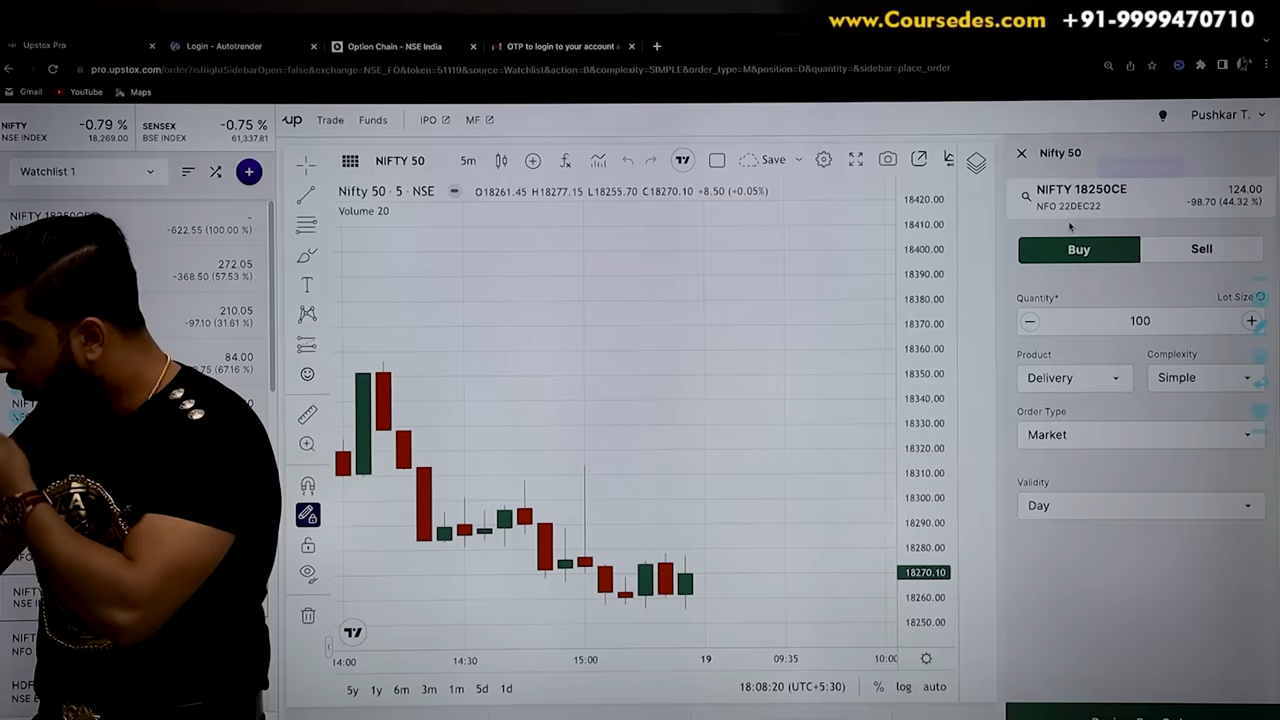 www.Coursedes.com +91-9999470710
Upstox Pro
Login - Autotrender
Option Chain - NSE India
OTP to login to your account
pro.upstox.com/order?isRightSidebarOpen=false&exchange=NSE_FO&token=51119&source=Watchlist&action=B&complexity=SIMPLE&order_type=M&position=D&quantity=&sidebar=place_order
Gmail YouTube Maps
NIFTY -0.79 % SENSEX -0.75 %
NSE INDEX 18,269.00 BSE INDEX 61,337.81
up Trade Funds IPO MF
Pushkar T.
Watchlist 1
NIFTY 50 5m Save
Nifty 50
Nifty 50 · 5 · NSE O18261.45 H18277.15 L18255.70 C18270.10 +8.50 (+0.05%)
Volume 20
NIFTY 18250CE 124.00
NFO 22DEC22 -98.70 (44.32 %)
Buy Sell
Quantity* Lot Size
100
Product Complexity
Delivery Simple
Order Type
Market
Validity
Day
-
-622.55 (100.00 %)
272.05
-368.50 (57.53 %)
210.05
-97.10 (31.61 %)
84.00
(67.16 %)
NIFTY
NSE
NIFTY
NFO
A
18420.00
18410.00
18400.00
18390.00
18380.00
18370.00
18360.00
18350.00
18340.00
18330.00
18320.00
18310.00
18300.00
18290.00
18280.00
18270.10
18260.00
18250.00
14:00 14:30 15:00 19 09:35 10:00
5y 1y 6m 3m 1m 5d 1d
18:08:20 (UTC+5:30) % log auto